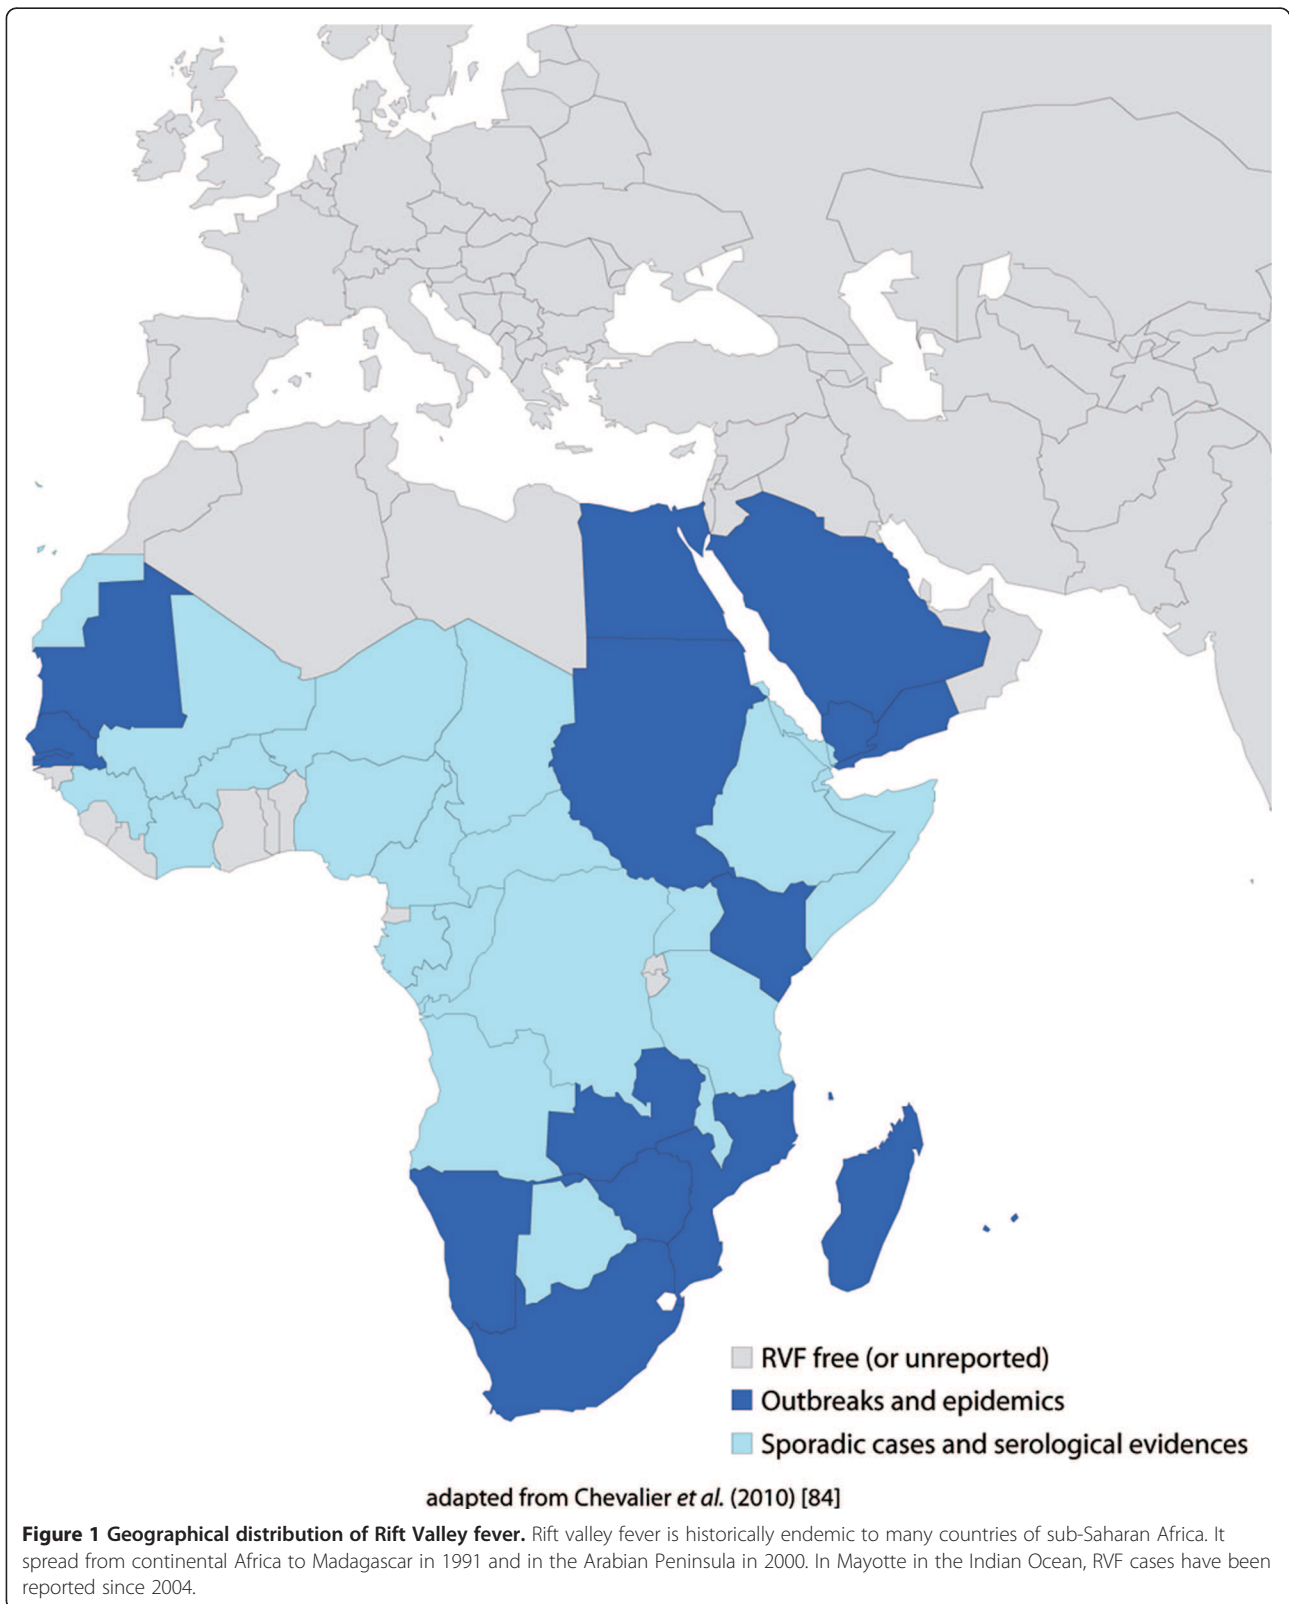 RVF free (or unreported)
Outbreaks and epidemics
Sporadic cases and serological evidences
adapted from Chevalier et al. (2010) [84]
Figure 1 Geographical distribution of Rift Valley fever. Rift valley fever is historically endemic to many countries of sub-Saharan Africa. It
spread from continental Africa to Madagascar in 1991 and in the Arabian Peninsula in 2000. In Mayotte in the Indian Ocean, RVF cases have been
reported since 2004.